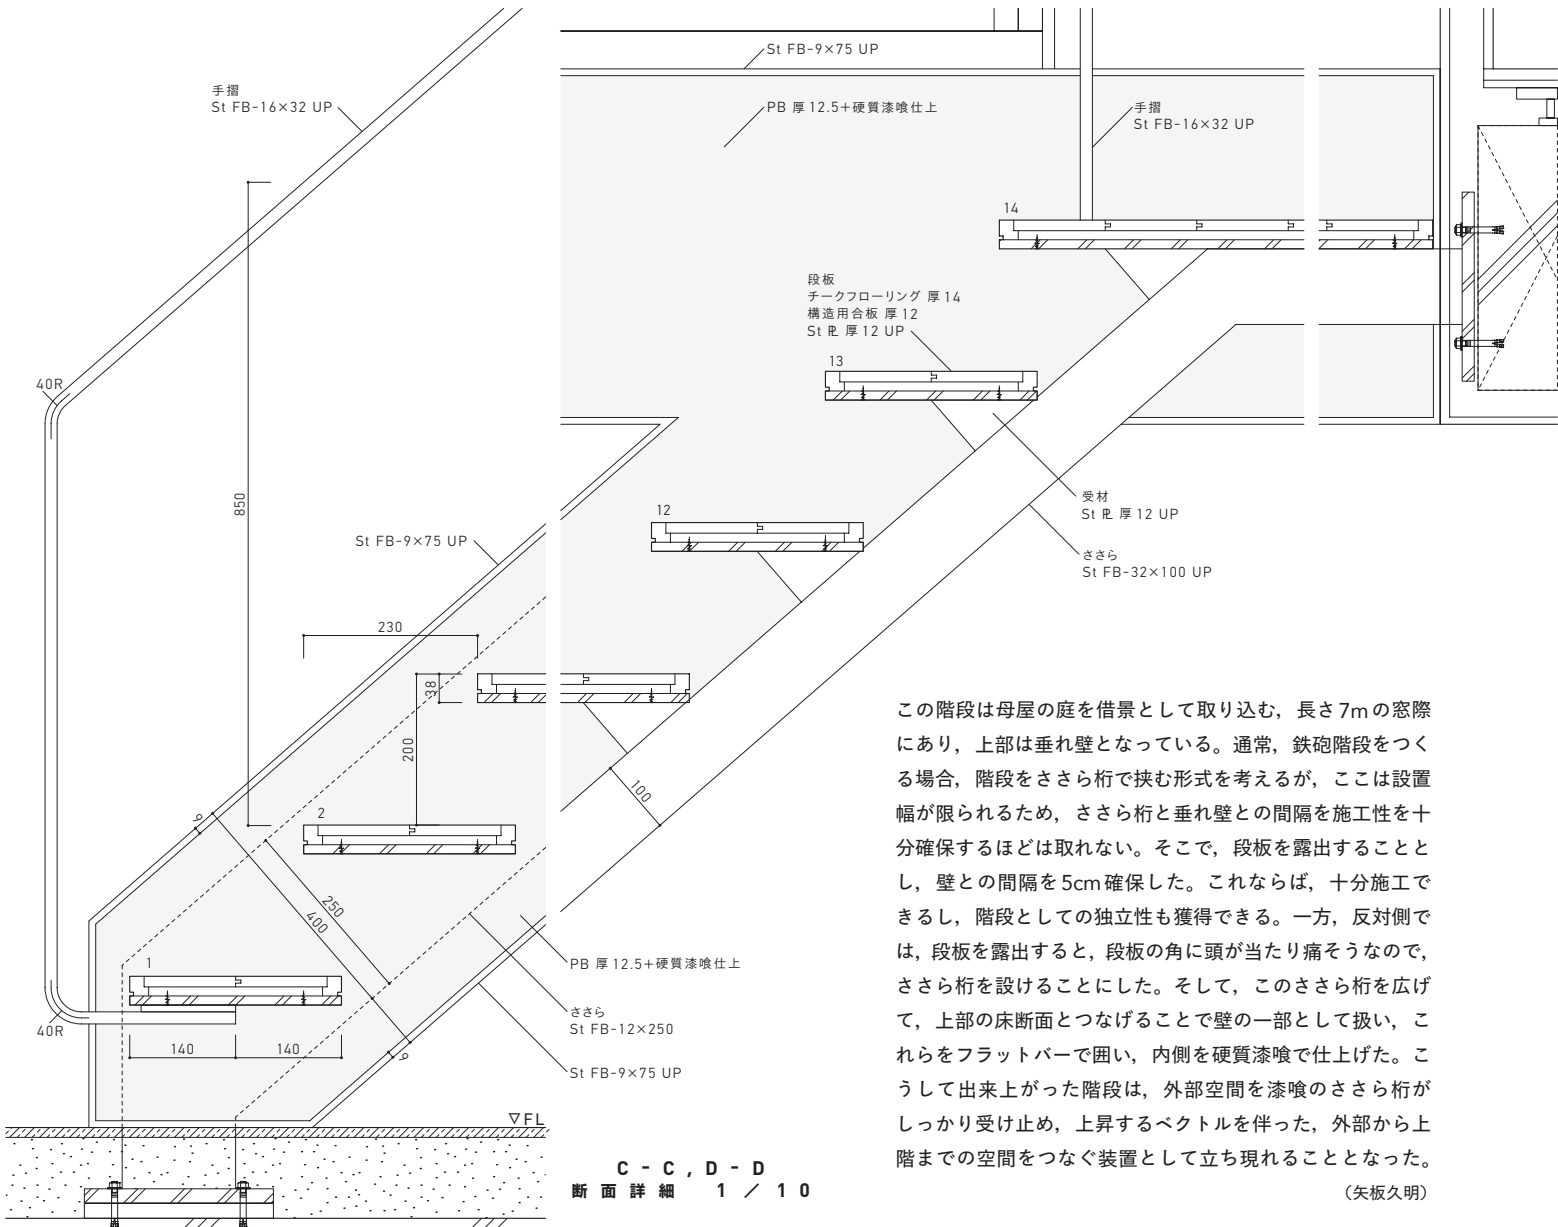 St FB-9×75 UP
手摺
St FB-16×32 UP
PB 厚12.5+硬質漆喰仕上
手摺
St FB-16×32 UP
14
段板
チークフローリング 厚14
構造用合板 厚12
St PL 厚12 UP
13
40R
850
受材
St PL 厚12 UP
12
St FB-9×75 UP
ささら
St FB-32×100 UP
230
38
200
100
2
9
250
400
1
PB 厚12.5+硬質漆喰仕上
ささら
St FB-12×250
40R
140
140
9
St FB-9×75 UP
▽FL
C-C,D-D
断面詳細 1/10
この階段は母屋の庭を借景として取り込む，長さ7mの窓際
にあり，上部は垂れ壁となっている。通常，鉄砲階段をつく
る場合，階段をささら桁で挟む形式を考えるが，ここは設置
幅が限られるため，ささら桁と垂れ壁との間隔を施工性を十
分確保するほどは取れない。そこで，段板を露出することと
し，壁との間隔を5cm確保した。これならば，十分施工で
きるし，階段としての独立性も獲得できる。一方，反対側で
は，段板を露出すると，段板の角に頭が当たり痛そうなので，
ささら桁を設けることにした。そして，このささら桁を広げ
て，上部の床断面とつなげることで壁の一部として扱い，こ
れらをフラットバーで囲い，内側を硬質漆喰で仕上げた。こ
うして出来上がった階段は，外部空間を漆喰のささら桁が
しっかり受け止め，上昇するベクトルを伴った，外部から上
階までの空間をつなぐ装置として立ち現れることとなった。
（矢板久明）